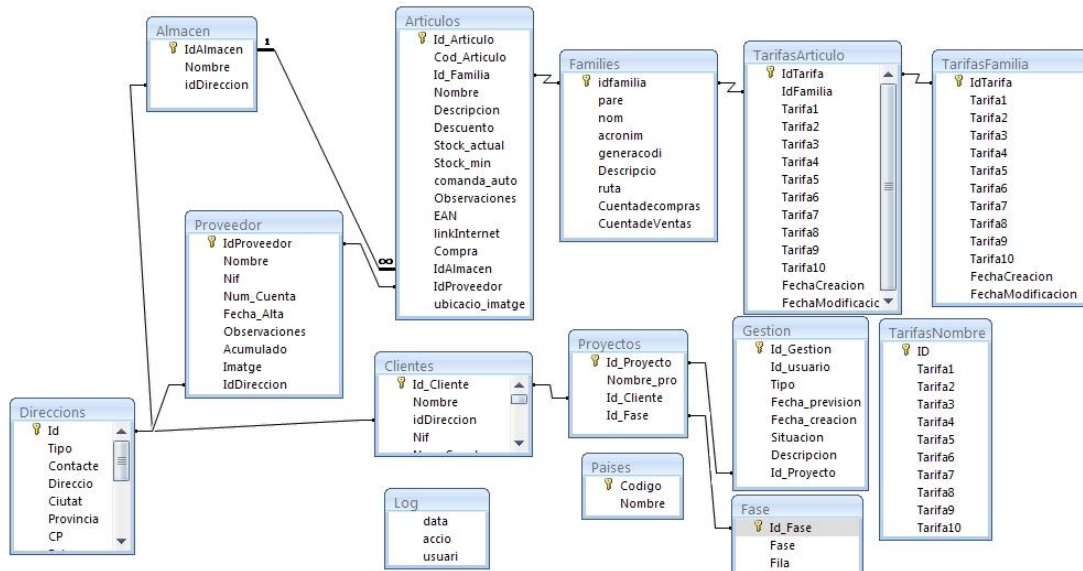 Almacen
IdAlmacen
Nombre
idDireccion
1
∞
Articulos
Id_Articulo
Cod_Articulo
Id_Familia
Nombre
Descripcion
Descuento
Stock_actual
Stock_min
comanda_auto
Observaciones
EAN
linkInternet
Compra
IdAlmacen
IdProveedor
ubicacio_imatge
Families
idfamilia
pare
nom
acronim
generacodi
Descripcio
ruta
Cuentadecompras
CuentadeVentas
TarifasArticulo
IdTarifa
IdFamilia
Tarifa1
Tarifa2
Tarifa3
Tarifa4
Tarifa5
Tarifa6
Tarifa7
Tarifa8
Tarifa9
Tarifa10
FechaCreacion
FechaModificacic
TarifasFamilia
IdTarifa
Tarifa1
Tarifa2
Tarifa3
Tarifa4
Tarifa5
Tarifa6
Tarifa7
Tarifa8
Tarifa9
Tarifa10
FechaCreacion
FechaModificacion
Proveedor
IdProveedor
Nombre
Nif
Num_Cuenta
Fecha_Alta
Observaciones
Acumulado
Imatge
IdDireccion
Direccions
Id
Tipo
Contacte
Direccio
Ciutat
Provincia
CP
Clientes
Id_Cliente
Nombre
idDireccion
Nif
Log
data
accio
usuari
Proyectos
Id_Proyecto
Nombre_pro
Id_Cliente
Id_Fase
Paises
Codigo
Nombre
Gestion
Id_Gestion
Id_usuario
Tipo
Fecha_prevision
Fecha_creacion
Situacion
Descripcion
Id_Proyecto
Fase
Id_Fase
Fase
Fila
TarifasNombre
ID
Tarifa1
Tarifa2
Tarifa3
Tarifa4
Tarifa5
Tarifa6
Tarifa7
Tarifa8
Tarifa9
Tarifa10